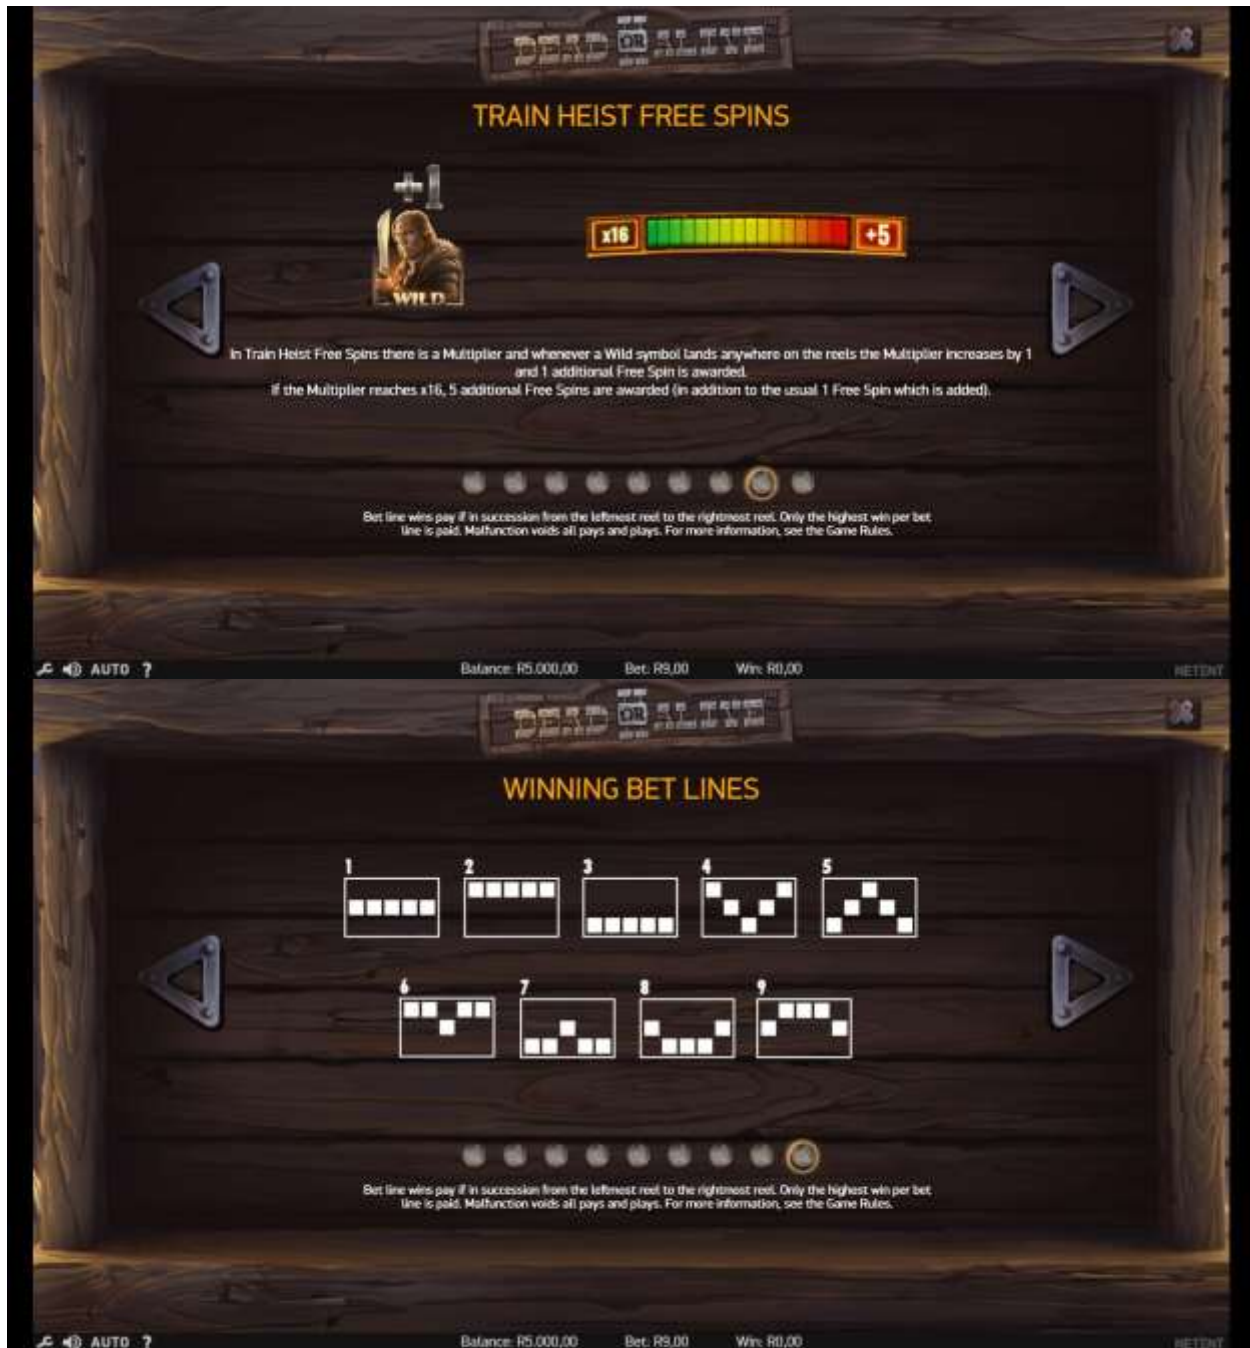 DEAD OR ALIVE
TRAIN HEIST FREE SPINS
+1
WILD
x16 +5
In Train Heist Free Spins there is a Multiplier and whenever a Wild symbol lands anywhere on the reels the Multiplier increases by 1
and 1 additional Free Spin is awarded.
If the Multiplier reaches x16, 5 additional Free Spins are awarded (in addition to the usual 1 Free Spin which is added).
Bet line wins pay if in succession from the leftmost reel to the rightmost reel. Only the highest win per bet
line is paid. Malfunction voids all pays and plays. For more information, see the Game Rules.
AUTO ? Balance: R5.000,00 Bet: R9,00 Win: R0,00 NETENT
DEAD OR ALIVE
WINNING BET LINES
1 2 3 4 5
6 7 8 9
Bet line wins pay if in succession from the leftmost reel to the rightmost reel. Only the highest win per bet
line is paid. Malfunction voids all pays and plays. For more information, see the Game Rules.
AUTO ? Balance: R5.000,00 Bet: R9,00 Win: R0,00 NETENT